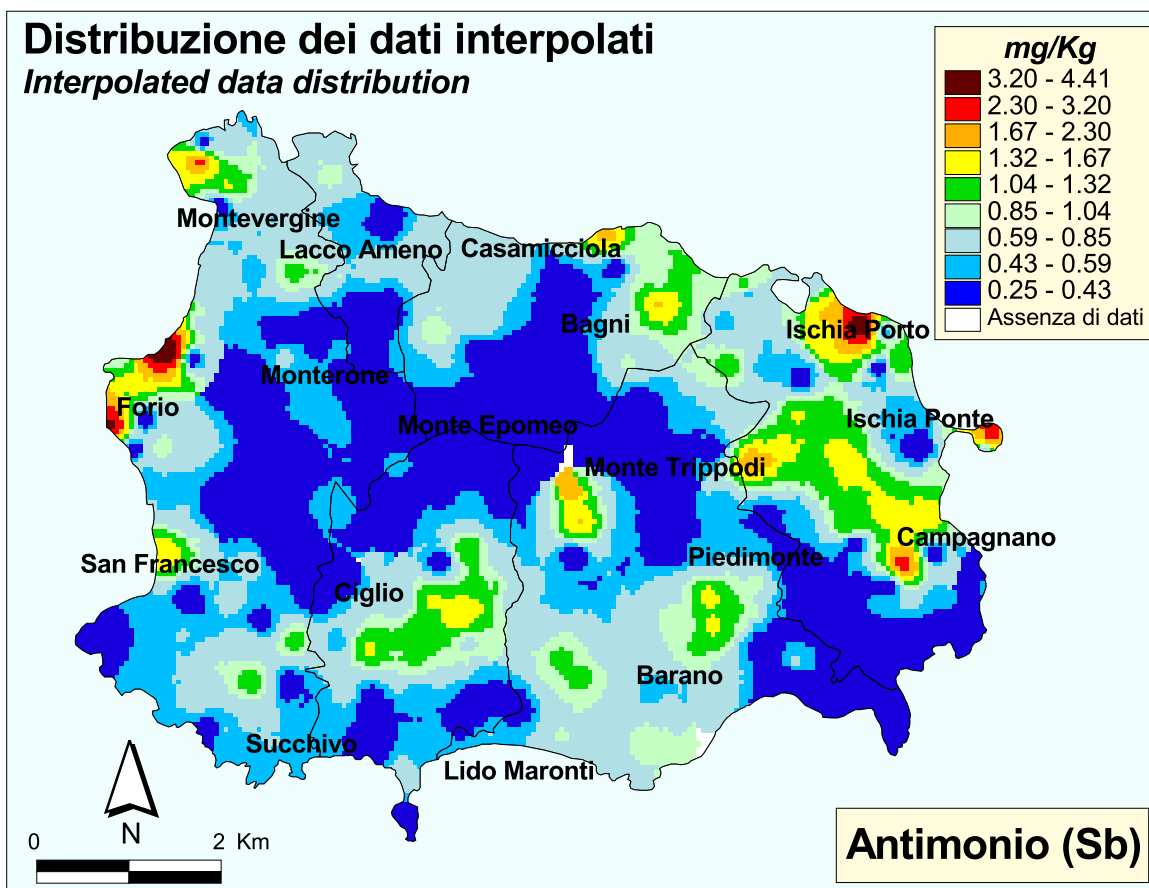 Distribuzione dei dati interpolati
Interpolated data distribution
mg/Kg
3.20 - 4.41
2.30 - 3.20
1.67 - 2.30
1.32 - 1.67
1.04 - 1.32
0.85 - 1.04
0.59 - 0.85
0.43 - 0.59
0.25 - 0.43
Assenza di dati
Montevergine
Lacco Ameno
Casamicciola
Bagni
Ischia Porto
Monterone
Forio
Monte Epomeo
Ischia Ponte
Monte Trippodi
Campagnano
San Francesco
Piedimonte
Ciglio
Barano
Succhivo
Lido Maronti
N
0 2 Km
Antimonio (Sb)